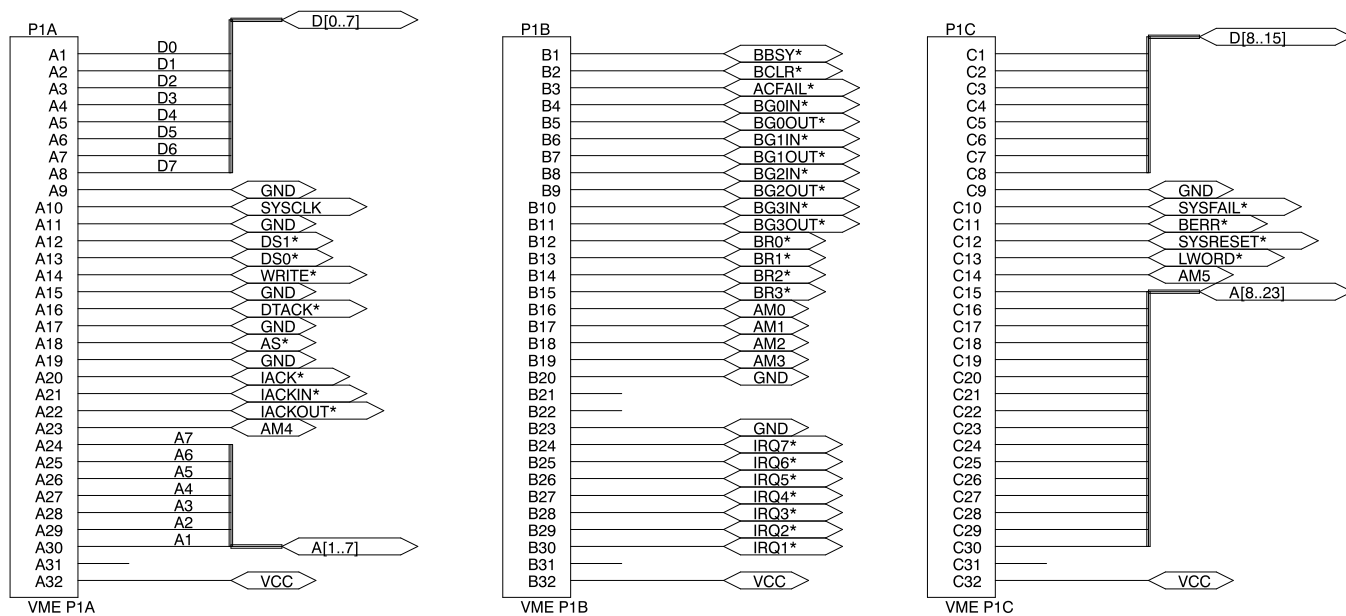 P1A
D[0..7]
A1 D0
A2 D1
A3 D2
A4 D3
A5 D4
A6 D5
A7 D6
A8 D7
A9 GND
A10 SYSCLK
A11 GND
A12 DS1*
A13 DS0*
A14 WRITE*
A15 GND
A16 DTACK*
A17 GND
A18 AS*
A19 GND
A20 IACK*
A21 IACKIN*
A22 IACKOUT*
A23 AM4
A24 A7
A25 A6
A26 A5
A27 A4
A28 A3
A29 A2
A30 A1
A[1..7]
A31
A32 VCC
VME P1A
P1B
B1 BBSY*
B2 BCLR*
B3 ACFAIL*
B4 BG0IN*
B5 BG0OUT*
B6 BG1IN*
B7 BG1OUT*
B8 BG2IN*
B9 BG2OUT*
B10 BG3IN*
B11 BG3OUT*
B12 BR0*
B13 BR1*
B14 BR2*
B15 BR3*
B16 AM0
B17 AM1
B18 AM2
B19 AM3
B20 GND
B21
B22
B23 GND
B24 IRQ7*
B25 IRQ6*
B26 IRQ5*
B27 IRQ4*
B28 IRQ3*
B29 IRQ2*
B30 IRQ1*
B31
B32 VCC
VME P1B
P1C
D[8..15]
C1
C2
C3
C4
C5
C6
C7
C8
C9 GND
C10 SYSFAIL*
C11 BERR*
C12 SYSRESET*
C13 LWORD*
C14 AM5
C15 A[8..23]
C16
C17
C18
C19
C20
C21
C22
C23
C24
C25
C26
C27
C28
C29
C30
C31
C32 VCC
VME P1C